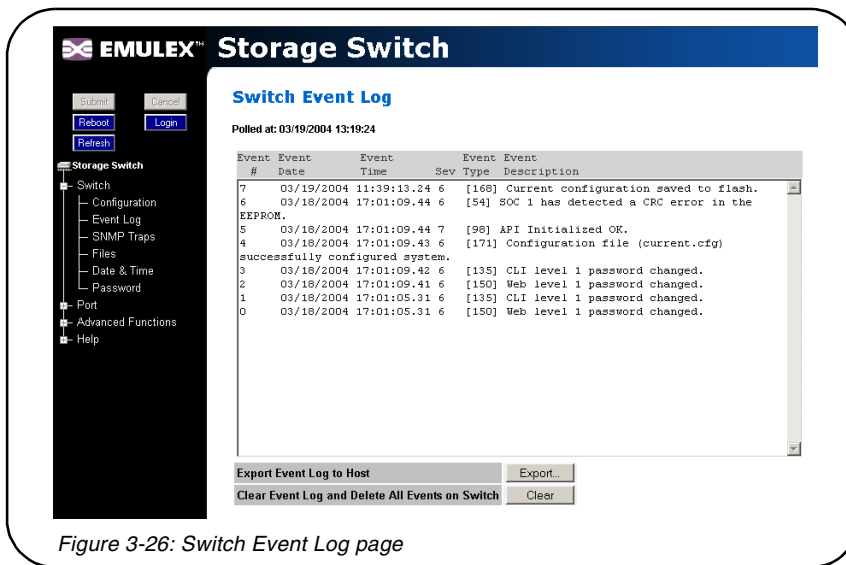 EMULEX™ Storage Switch
Submit Cancel
Reboot Login
Refresh
Storage Switch
Switch
Configuration
Event Log
SNMP Traps
Files
Date & Time
Password
Port
Advanced Functions
Help
Switch Event Log
Polled at: 03/19/2004 13:19:24
Event Event Event Event Event
# Date Time Sev Type Description
7 03/19/2004 11:39:13.24 6 [168] Current configuration saved to flash.
6 03/18/2004 17:01:09.44 6 [54] SOC 1 has detected a CRC error in the
EEPROM.
5 03/18/2004 17:01:09.44 7 [98] API Initialized OK.
4 03/18/2004 17:01:09.43 6 [171] Configuration file (current.cfg)
successfully configured system.
3 03/18/2004 17:01:09.42 6 [135] CLI level 1 password changed.
2 03/18/2004 17:01:09.41 6 [150] Web level 1 password changed.
1 03/18/2004 17:01:05.31 6 [135] CLI level 1 password changed.
0 03/18/2004 17:01:05.31 6 [150] Web level 1 password changed.
Export Event Log to Host Export...
Clear Event Log and Delete All Events on Switch Clear
Figure 3-26: Switch Event Log page